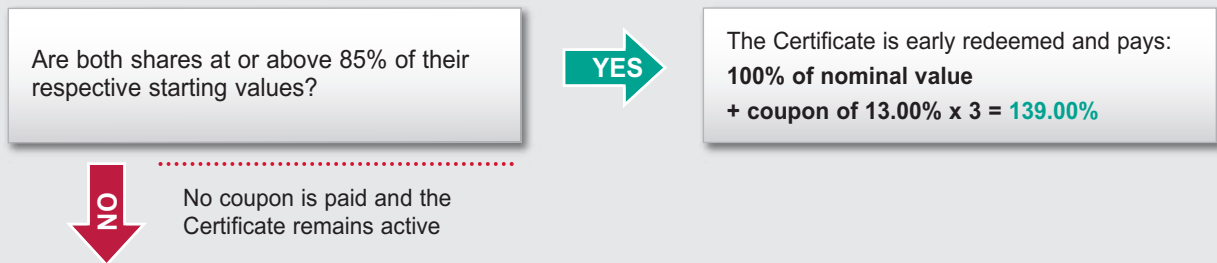 Are both shares at or above 85% of their
respective starting values?
YES
The Certificate is early redeemed and pays:
100% of nominal value
+ coupon of 13.00% x 3 = 139.00%
NO
No coupon is paid and the
Certificate remains active